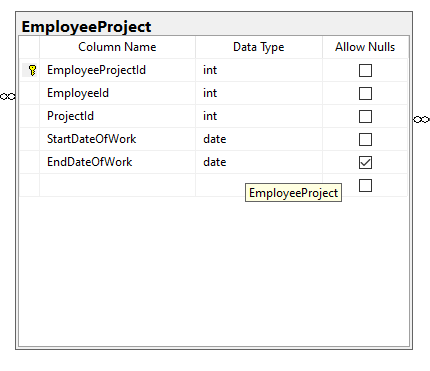 EmployeeProject
Column Name Data Type Allow Nulls
EmployeeProjectId int
EmployeeId int
ProjectId int
StartDateOfWork date
EndDateOfWork date
EmployeeProject